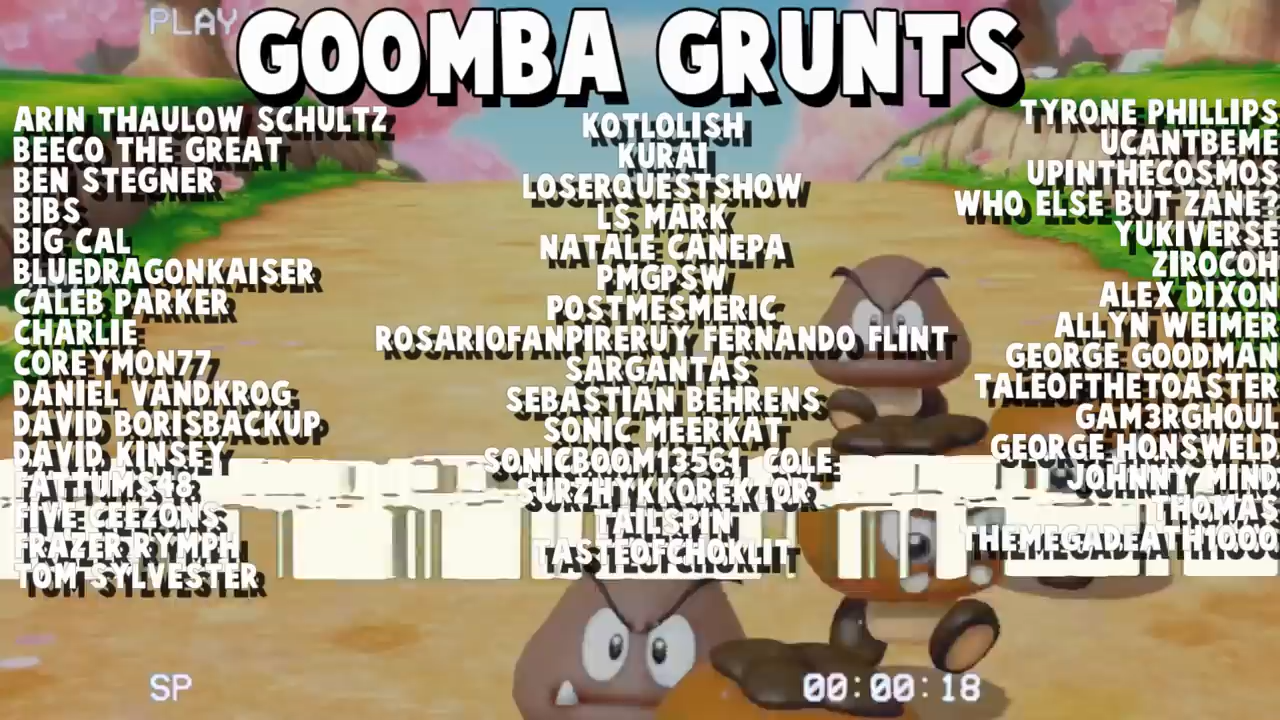 PLAY
GOOMBA GRUNTS
ARIN THAULOW SCHULTZ
BEECO THE GREAT
BEN STEGNER
BIBS
BIG CAL
BLUEDRAGONKAISER
CALEB PARKER
CHARLIE
COREYMON77
DANIEL VANDKROG
DAVID BORISBACKUP
DAVID KINSEY
FATTUMS48
FIVE CEEZONS
FRAZER RYMPH
TOM SYLVESTER
KOTLOLISH
KURAI
LOSERQUESTSHOW
LS MARK
NATALE CANEPA
PMGPSW
POSTMESMERIC
ROSARIOFANPIRERUY FERNANDO FLINT
SARGANTAS
SEBASTIAN BEHRENS
SONIC MEERKAT
SONICBOOM13561, COLE
SURZHYKKOREKTOR
TAILSPIN
TASTEOFCHOKLIT
TYRONE PHILLIPS
UCANTBEME
UPINTHECOSMOS
WHO ELSE BUT ZANE?
YUKIVERSE
ZIROCOH
ALEX DIXON
ALLYN WEIMER
GEORGE GOODMAN
TALEOFTHETOASTER
GAM3RGHOUL
GEORGE HONSWELD
JOHNNY MIND
THOMAS
THEMEGADEATH1000
SP
00:00:18